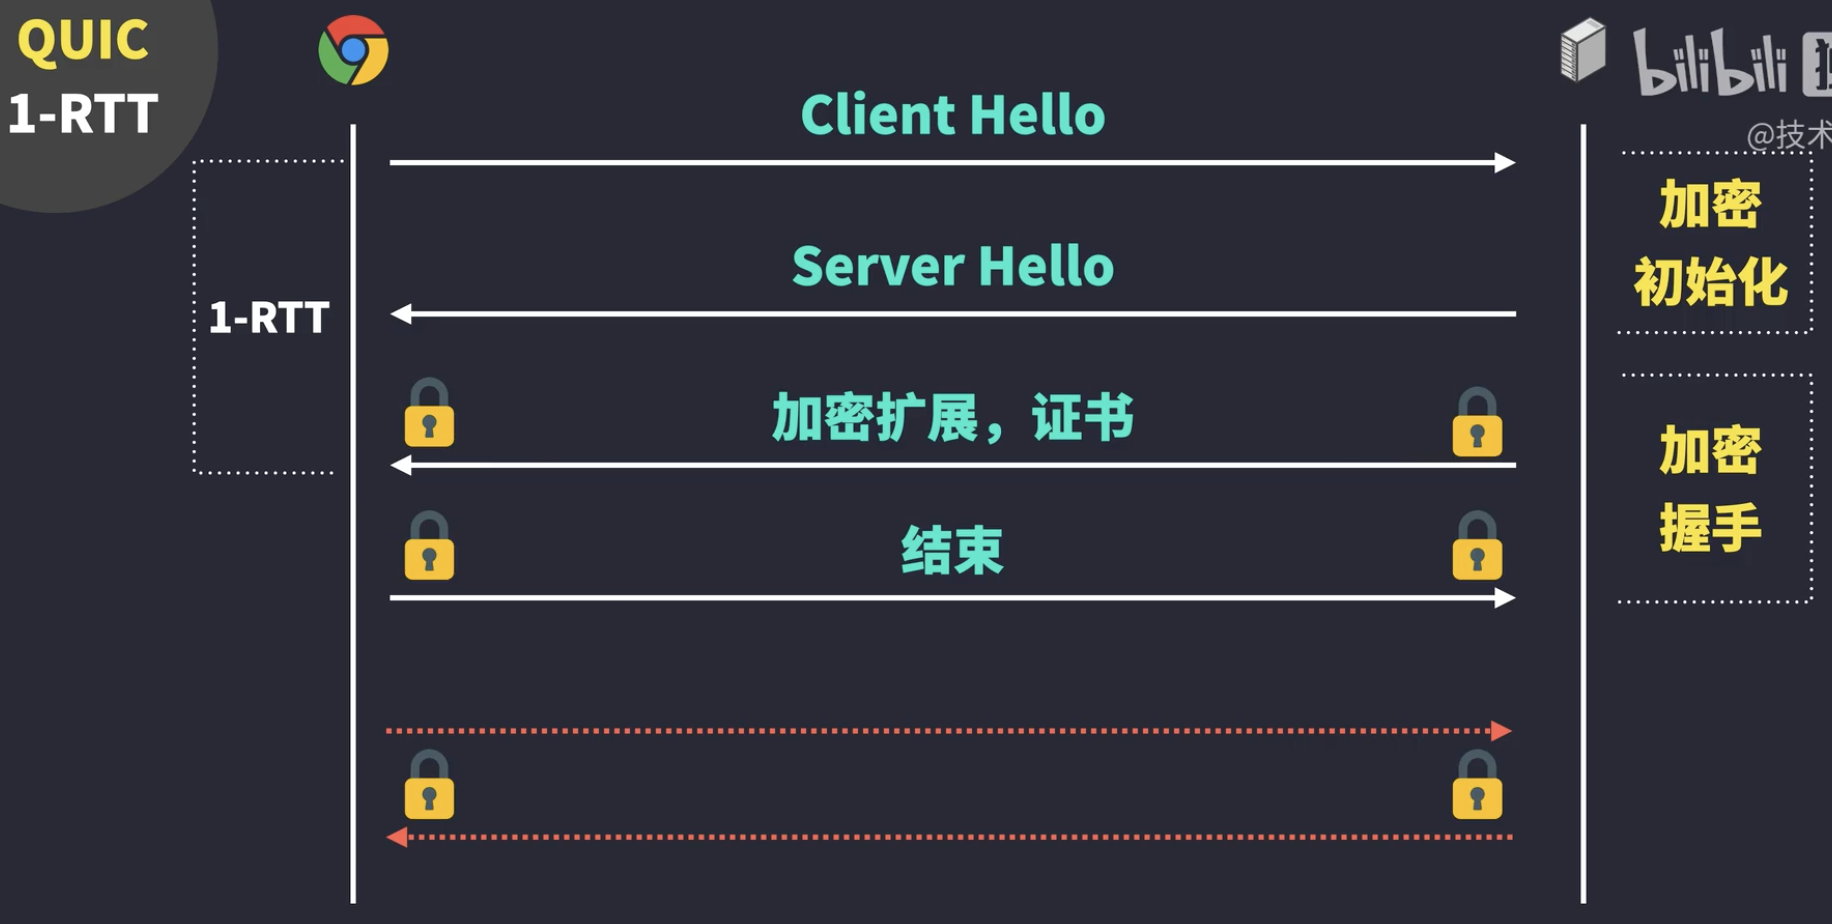 QUIC
1-RTT
bilibili
@技术
Client Hello
加密
初始化
Server Hello
1-RTT
加密扩展，证书
加密
握手
结束